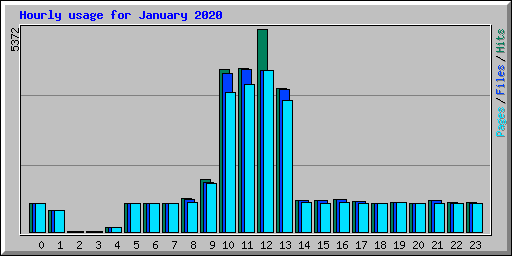 Hourly usage for January 2020
5372
Pages/Files/Hits
0 1 2 3 4 5 6 7 8 9 10 11 12 13 14 15 16 17 18 19 20 21 22 23